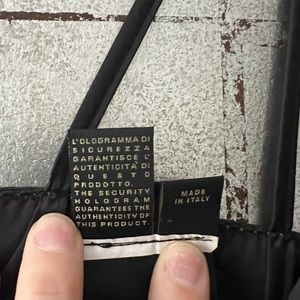 L'OLOGRAMMA DI
SICUREZZA
GARANTISCE L'
AUTENTICITÀ DI
QUESTO
PRODOTTO.
THE SECURITY
HOLOGRAM
GUARANTEES THE
AUTHENTICITY OF
THIS PRODUCT.
MADE
IN ITALY